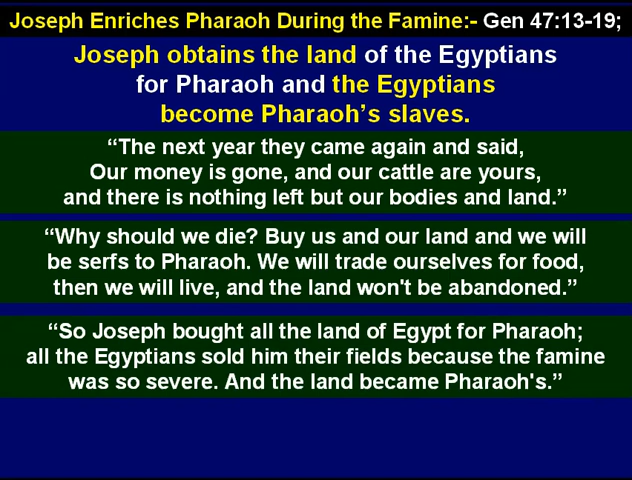 Joseph Enriches Pharaoh During the Famine:- Gen 47:13-19;
Joseph obtains the land of the Egyptians
for Pharaoh and the Egyptians
become Pharaoh’s slaves.
“The next year they came again and said,
Our money is gone, and our cattle are yours,
and there is nothing left but our bodies and land.”
“Why should we die? Buy us and our land and we will
be serfs to Pharaoh. We will trade ourselves for food,
then we will live, and the land won't be abandoned.”
“So Joseph bought all the land of Egypt for Pharaoh;
all the Egyptians sold him their fields because the famine
was so severe. And the land became Pharaoh's.”